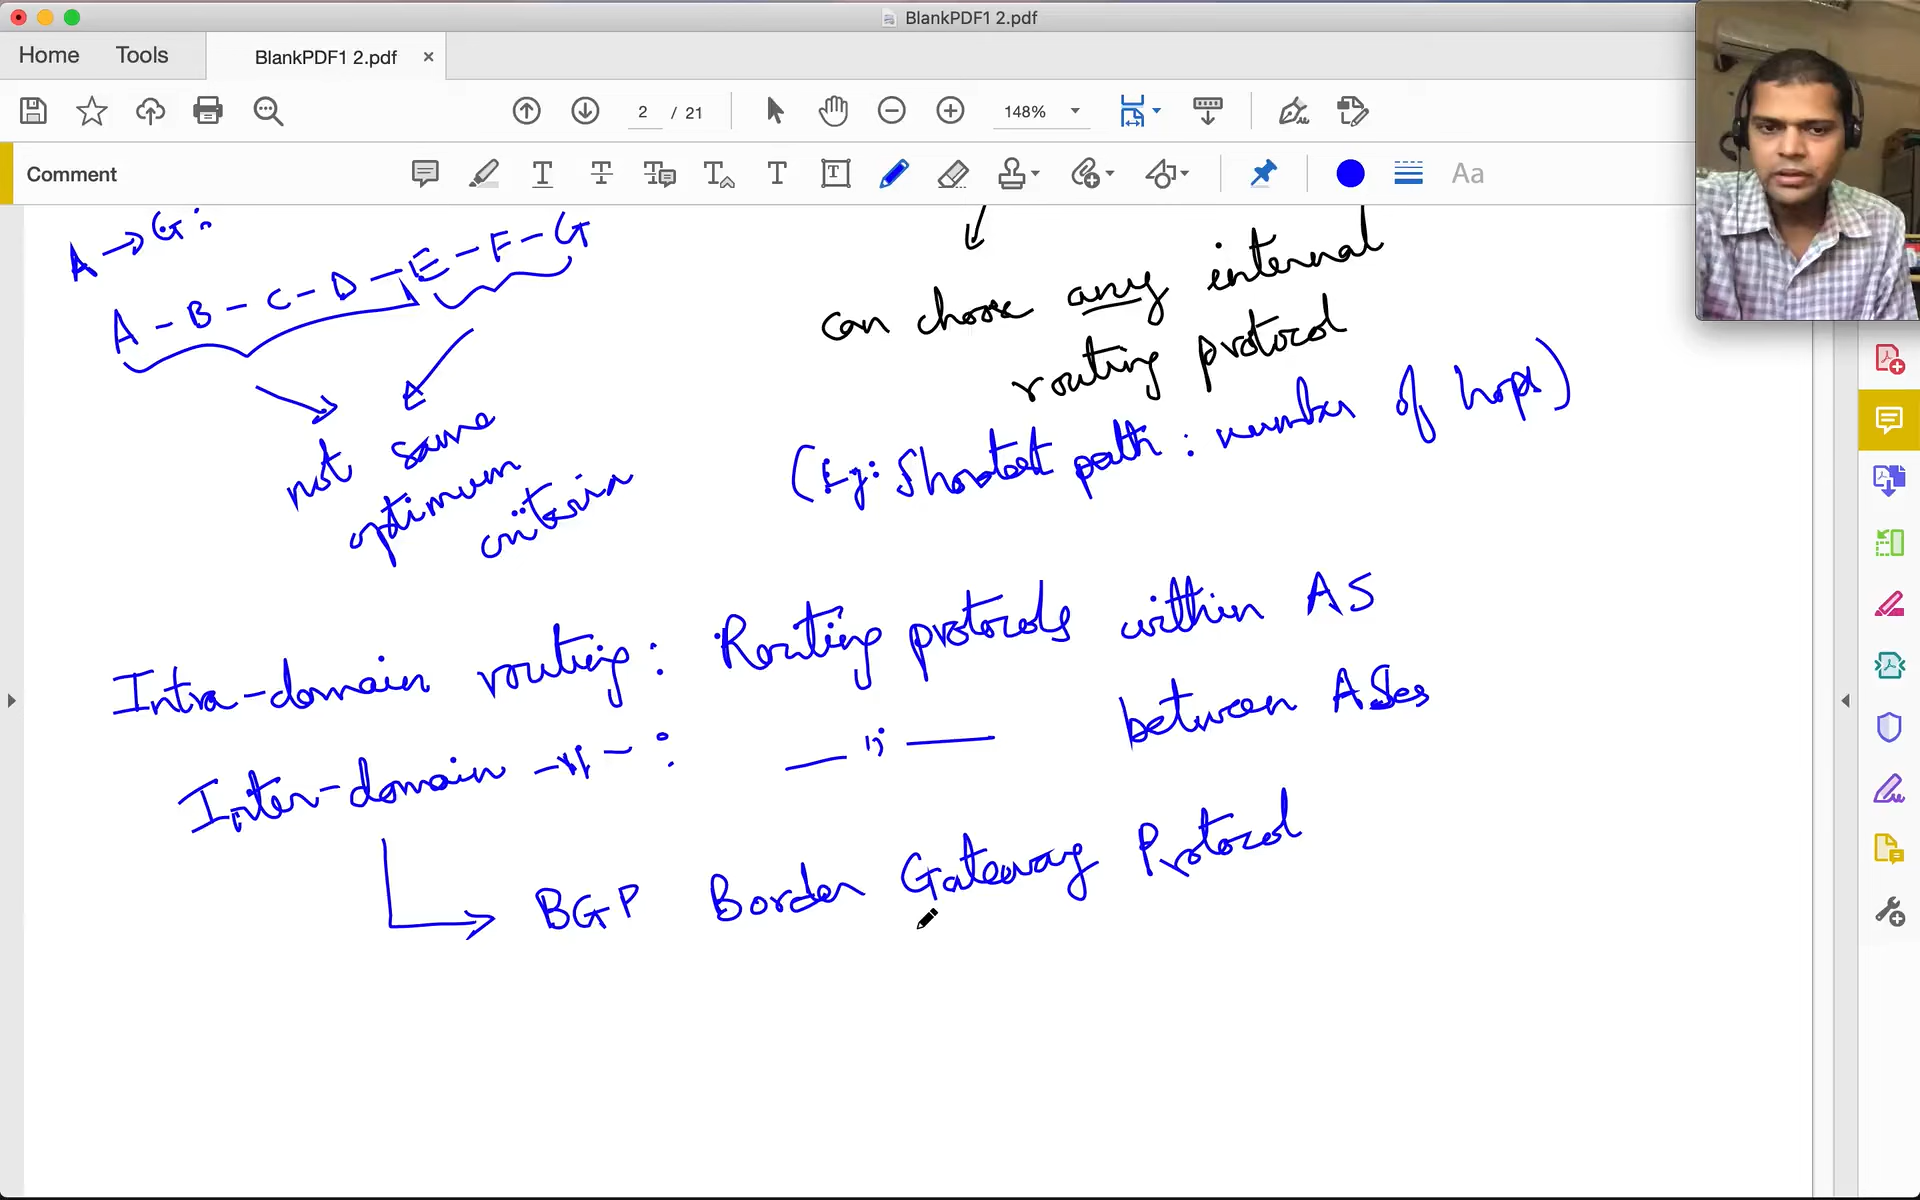 BlankPDF1 2.pdf
Home Tools BlankPDF1 2.pdf ×
2 / 21 148%
Comment Aa
A → G :
A - B - C - D - E - F - G
not same
optimum
criteria
can choose any internal
routing protocol
(Eg: Shortest path : number of hops)
Intra-domain routing : Routing protocols within AS
Inter-domain -"- : — " — between ASes
BGP Border Gateway Protocol